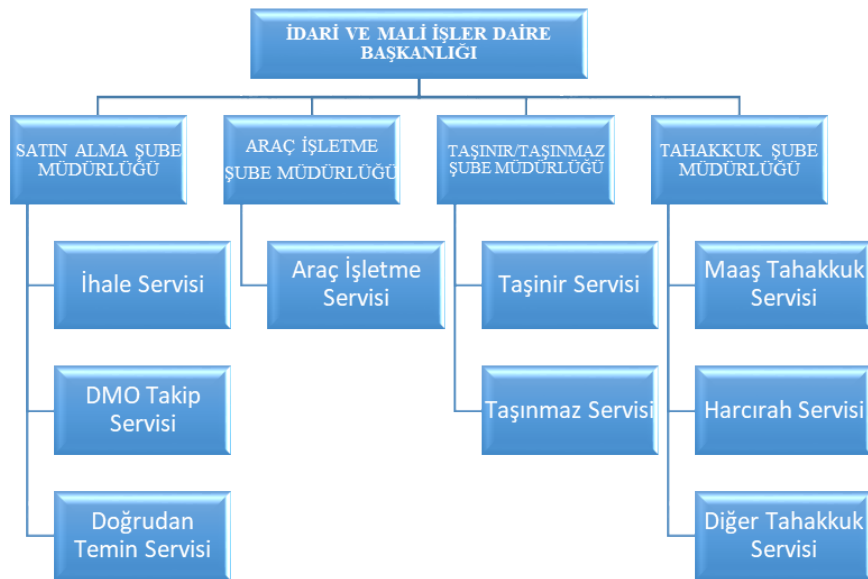 İDARİ VE MALİ İŞLER DAİRE
BAŞKANLIĞI
SATIN ALMA ŞUBE
MÜDÜRLÜĞÜ
ARAÇ İŞLETME
ŞUBE MÜDÜRLÜĞÜ
TAŞINIR/TAŞINMAZ
ŞUBE MÜDÜRLÜĞÜ
TAHAKKUK ŞUBE
MÜDÜRLÜĞÜ
İhale Servisi
Araç İşletme
Servisi
Taşinir Servisi
Maaş Tahakkuk
Servisi
DMO Takip
Servisi
Taşınmaz Servisi
Harcırah Servisi
Doğrudan
Temin Servisi
Diğer Tahakkuk
Servisi